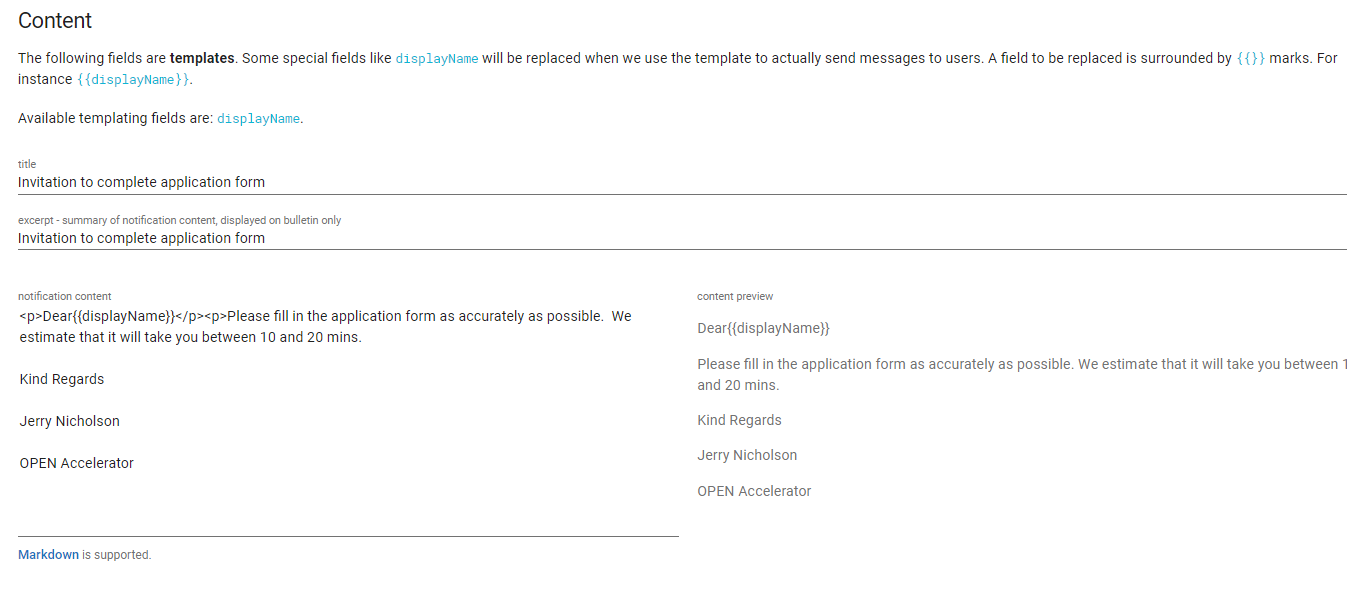 Content
The following fields are templates. Some special fields like displayName will be replaced when we use the template to actually send messages to users. A field to be replaced is surrounded by {{}} marks. For
instance {{displayName}}.
Available templating fields are: displayName.
title
Invitation to complete application form
excerpt - summary of notification content, displayed on bulletin only
Invitation to complete application form
notification content
<p>Dear{{displayName}}</p><p>Please fill in the application form as accurately as possible.  We
estimate that it will take you between 10 and 20 mins.
Kind Regards
Jerry Nicholson
OPEN Accelerator
Markdown is supported.
content preview
Dear{{displayName}}
Please fill in the application form as accurately as possible. We estimate that it will take you between 1
and 20 mins.
Kind Regards
Jerry Nicholson
OPEN Accelerator